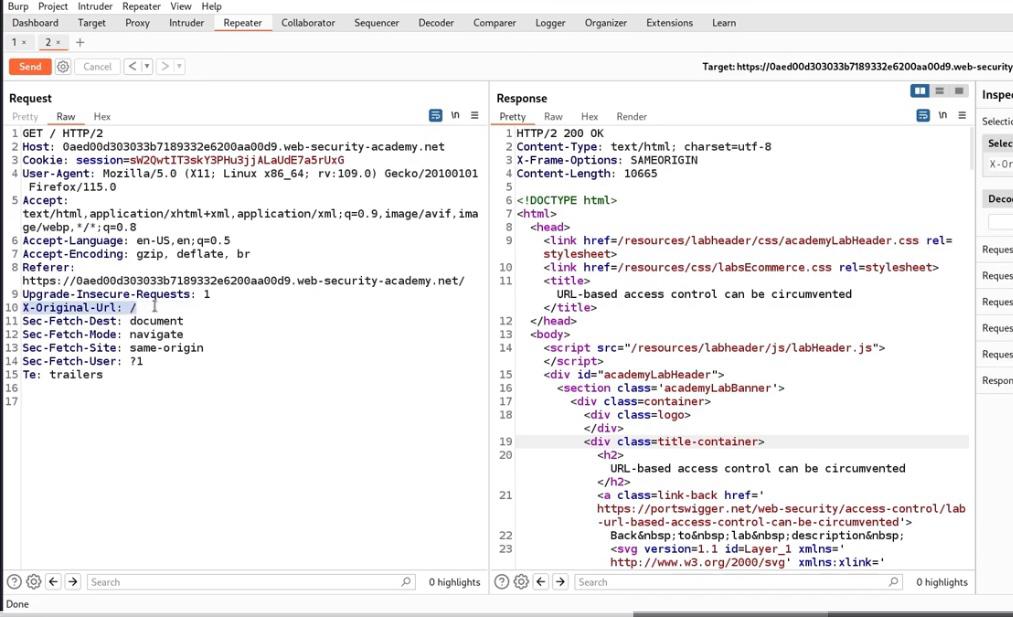 Burp Project Intruder Repeater View Help
Dashboard Target Proxy Intruder Repeater Collaborator Sequencer Decoder Comparer Logger Organizer Extensions Learn
1 × 2 × +
Send Cancel < >
Target: https://0aed00d303033b7189332e6200aa00d9.web-security
Request
Pretty Raw Hex
\n
1 GET / HTTP/2
2 Host: 0aed00d303033b7189332e6200aa00d9.web-security-academy.net
3 Cookie: session=sW2QwtIT3skY3PHu3jjALaUdE7a5rUxG
4 User-Agent: Mozilla/5.0 (X11; Linux x86_64; rv:109.0) Gecko/20100101
Firefox/115.0
5 Accept:
text/html,application/xhtml+xml,application/xml;q=0.9,image/avif,ima
ge/webp,*/*;q=0.8
6 Accept-Language: en-US,en;q=0.5
7 Accept-Encoding: gzip, deflate, br
8 Referer:
https://0aed00d303033b7189332e6200aa00d9.web-security-academy.net/
9 Upgrade-Insecure-Requests: 1
10 X-Original-Url: /
11 Sec-Fetch-Dest: document
12 Sec-Fetch-Mode: navigate
13 Sec-Fetch-Site: same-origin
14 Sec-Fetch-User: ?1
15 Te: trailers
16
17
Search
0 highlights
Response
Pretty Raw Hex Render
\n
1 HTTP/2 200 OK
2 Content-Type: text/html; charset=utf-8
3 X-Frame-Options: SAMEORIGIN
4 Content-Length: 10665
5
6 <!DOCTYPE html>
7 <html>
8 <head>
9 <link href=/resources/labheader/css/academyLabHeader.css rel=
stylesheet>
10 <link href=/resources/css/labsEcommerce.css rel=stylesheet>
11 <title>
URL-based access control can be circumvented
</title>
12 </head>
13 <body>
14 <script src="/resources/labheader/js/labHeader.js">
</script>
15 <div id="academyLabHeader">
16 <section class='academyLabBanner'>
17 <div class=container>
18 <div class=logo>
</div>
19 <div class=title-container>
20 <h2>
URL-based access control can be circumvented
</h2>
21 <a class=link-back href='
https://portswigger.net/web-security/access-control/lab
-url-based-access-control-can-be-circumvented'>
22 Back&nbsp;to&nbsp;lab&nbsp;description&nbsp;
23 <svg version=1.1 id=Layer_1 xmlns='
http://www.w3.org/2000/svg' xmlns:xlink='
Search
0 highlights
Inspe
Selecti
Selec
X-Or
Deco
Reques
Reques
Reques
Reques
Reques
Respon
Done